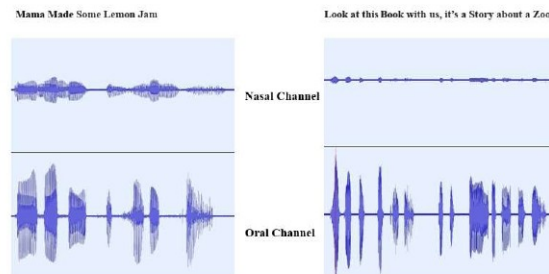 Mama Made Some Lemon Jam
Look at this Book with us, it's a Story about a Zoo
Nasal Channel
Oral Channel